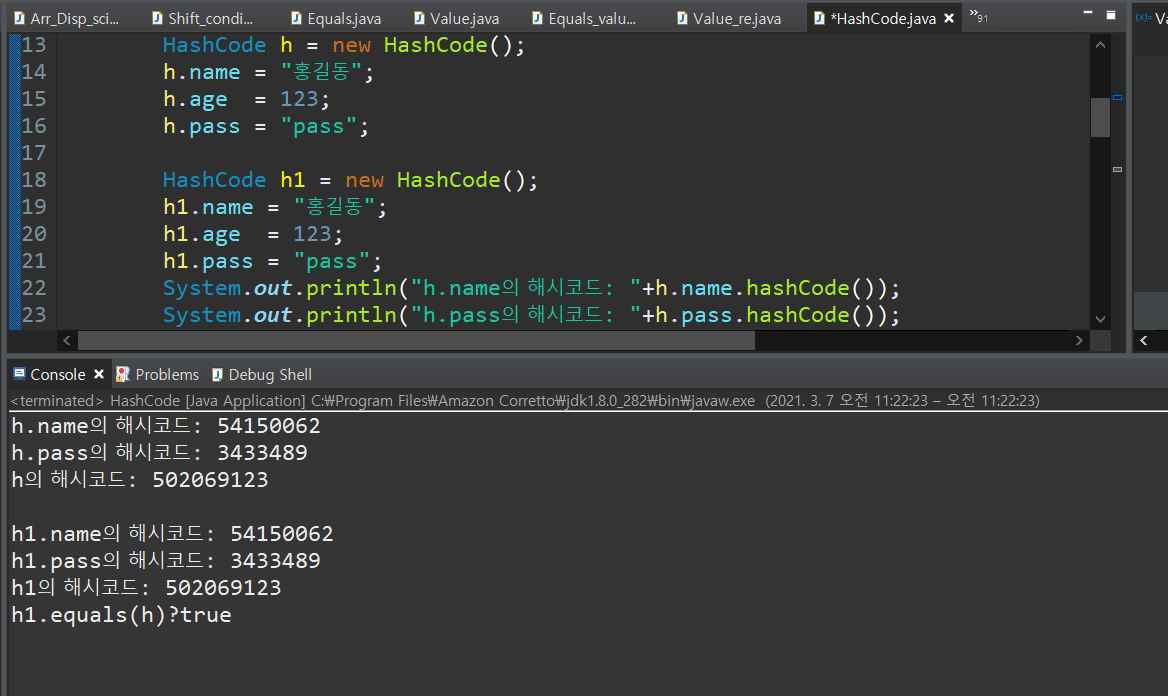 Arr_Disp_sci... Shift_condi... Equals.java Value.java Equals_valu... Value_re.java *HashCode.java »91 (x)= Va
13 HashCode h = new HashCode();
14 h.name = "홍길동";
15 h.age  = 123;
16 h.pass = "pass";
17
18 HashCode h1 = new HashCode();
19 h1.name = "홍길동";
20 h1.age  = 123;
21 h1.pass = "pass";
22 System.out.println("h.name의 해시코드: "+h.name.hashCode());
23 System.out.println("h.pass의 해시코드: "+h.pass.hashCode());
Console Problems Debug Shell
<terminated> HashCode [Java Application] C:₩Program Files₩Amazon Corretto₩jdk1.8.0_282₩bin₩javaw.exe (2021. 3. 7 오전 11:22:23 – 오전 11:22:23)
h.name의 해시코드: 54150062
h.pass의 해시코드: 3433489
h의 해시코드: 502069123
h1.name의 해시코드: 54150062
h1.pass의 해시코드: 3433489
h1의 해시코드: 502069123
h1.equals(h)?true